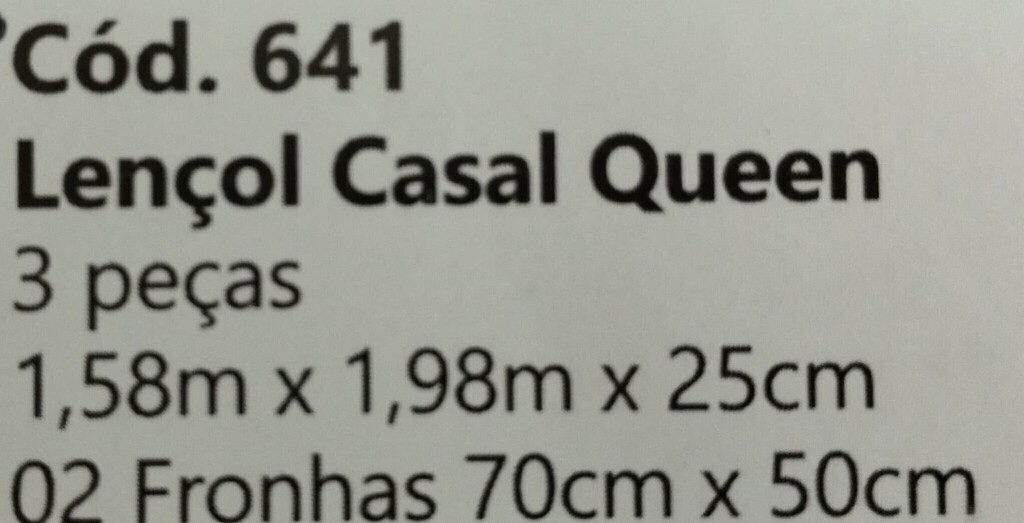 Cód. 641
Lençol Casal Queen
3 peças
1,58m x 1,98m x 25cm
02 Fronhas 70cm x 50cm